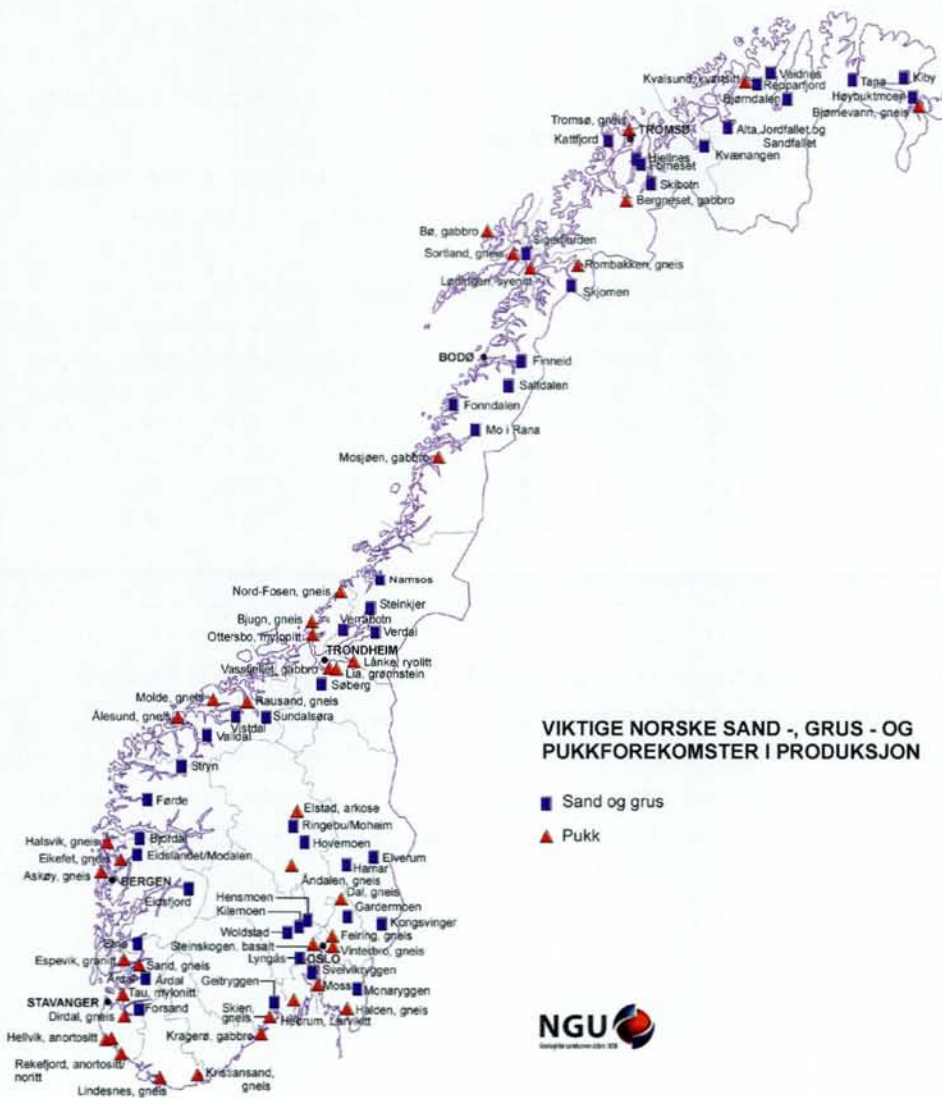 Kvalsund, kvartsitt
Veidnes
Repparfjord
Bjørndalen
Tana
Kiby
Høybuktmoen
Bjørnevann, gneis
Tromsø, gneis
TROMSØ
Kattfjord
Alta,Jordfallet,og
Sandfallet
Kvænangen
Hjellnes
Forneset
Skibotn
Bergneset, gabbro
Bø, gabbro
Sigerfjorden
Sortland, gneis
Lødingen, syenitt
Rombakken, gneis
Skjomen
BODØ
Finneid
Saltdalen
Fonndalen
Mo i Rana
Mosjøen, gabbro
Namsos
Nord-Fosen, gneis
Steinkjer
Bjugn, gneis
Verrabotn
Verdal
Ottersbo, mylonitt
TRONDHEIM
Lånke, ryolitt
Vassfjellet, gabbro
Lia, grønnstein
Søberg
Molde, gneis
Rausand, gneis
Ålesund, gneis
Vistdal
Sundalsøra
Valldal
VIKTIGE NORSKE SAND -, GRUS - OG
PUKKFOREKOMSTER I PRODUKSJON
Sand og grus
Pukk
Stryn
Førde
Elstad, arkose
Ringebu/Moheim
Hovemoen
Bjordal
Halsvik, gneis
Eidslandet/Modalen
Eikefet, gneis
Askøy, gneis
BERGEN
Elverum
Hamar
Åndalen, gneis
Eidsfjord
Dal, gneis
Hensmoen
Gardermoen
Kilemoen
Kongsvinger
Woldstad
Feiring, gneis
Steinskogen, basalt
Vinterbro, gneis
Etne
Lyngås
OSLO
Espevik, granitt
Sand, gneis
Svelvikryggen
Årdal
Årdal
Geitryggen
Moss
Monaryggen
Tau, mylonitt
STAVANGER
Forsand
Skien,
gneis
Halden, gneis
Dirdal, gneis
Hedrum, Larvikitt
Hellvik, anortositt
Kragerø, gabbro
Rekefjord, anortositt/
noritt
Kristiansand,
gneis
Lindesnes, gneis
NGU